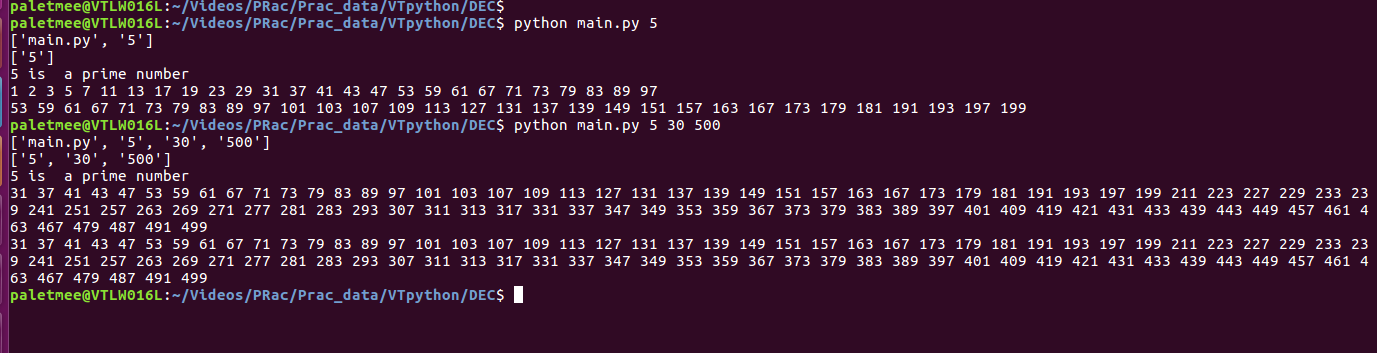 paletmee@VTLW016L:~/Videos/PRac/Prac_data/VTpython/DEC$
paletmee@VTLW016L:~/Videos/PRac/Prac_data/VTpython/DEC$ python main.py 5
['main.py', '5']
['5']
5 is  a prime number
1 2 3 5 7 11 13 17 19 23 29 31 37 41 43 47 53 59 61 67 71 73 79 83 89 97
53 59 61 67 71 73 79 83 89 97 101 103 107 109 113 127 131 137 139 149 151 157 163 167 173 179 181 191 193 197 199
paletmee@VTLW016L:~/Videos/PRac/Prac_data/VTpython/DEC$ python main.py 5 30 500
['main.py', '5', '30', '500']
['5', '30', '500']
5 is  a prime number
31 37 41 43 47 53 59 61 67 71 73 79 83 89 97 101 103 107 109 113 127 131 137 139 149 151 157 163 167 173 179 181 191 193 197 199 211 223 227 229 233 23
9 241 251 257 263 269 271 277 281 283 293 307 311 313 317 331 337 347 349 353 359 367 373 379 383 389 397 401 409 419 421 431 433 439 443 449 457 461 4
63 467 479 487 491 499
31 37 41 43 47 53 59 61 67 71 73 79 83 89 97 101 103 107 109 113 127 131 137 139 149 151 157 163 167 173 179 181 191 193 197 199 211 223 227 229 233 23
9 241 251 257 263 269 271 277 281 283 293 307 311 313 317 331 337 347 349 353 359 367 373 379 383 389 397 401 409 419 421 431 433 439 443 449 457 461 4
63 467 479 487 491 499
paletmee@VTLW016L:~/Videos/PRac/Prac_data/VTpython/DEC$